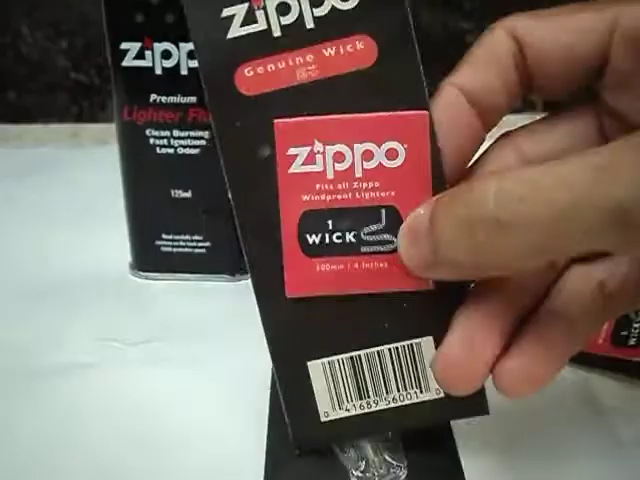 zippo
Genuine Wick
zippo
Fits all Zippo
Windproof Lighters
1
WICK
100mm / 4 Inches
0 41689 56001 0
zippo
Premium
Lighter Flu
Clean Burning
Fast Ignition
Low Odor
125ml
WICK